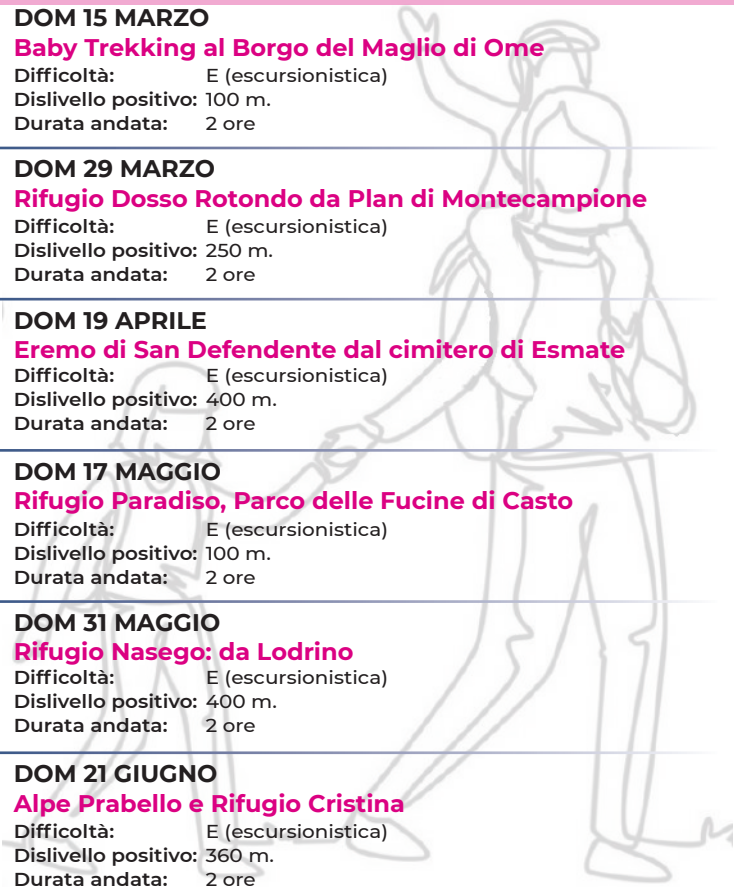 DOM 15 MARZO
Baby Trekking al Borgo del Maglio di Ome
Difficoltà: E (escursionistica)
Dislivello positivo: 100 m.
Durata andata: 2 ore
DOM 29 MARZO
Rifugio Dosso Rotondo da Plan di Montecampione
Difficoltà: E (escursionistica)
Dislivello positivo: 250 m.
Durata andata: 2 ore
DOM 19 APRILE
Eremo di San Defendente dal cimitero di Esmate
Difficoltà: E (escursionistica)
Dislivello positivo: 400 m.
Durata andata: 2 ore
DOM 17 MAGGIO
Rifugio Paradiso, Parco delle Fucine di Casto
Difficoltà: E (escursionistica)
Dislivello positivo: 100 m.
Durata andata: 2 ore
DOM 31 MAGGIO
Rifugio Nasego: da Lodrino
Difficoltà: E (escursionistica)
Dislivello positivo: 400 m.
Durata andata: 2 ore
DOM 21 GIUGNO
Alpe Prabello e Rifugio Cristina
Difficoltà: E (escursionistica)
Dislivello positivo: 360 m.
Durata andata: 2 ore